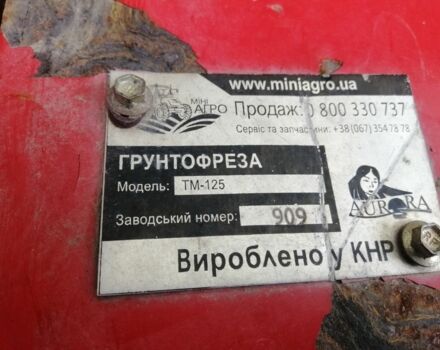 www.miniagro.ua
МІНІ АГРО
Продаж: 0 800 330 737
Сервіс та запчастини: +38(067) 354 78 78
ГРУНТОФРЕЗА
Модель: TM-125
AURORA
Заводський номер: 909
Вироблено у КНР